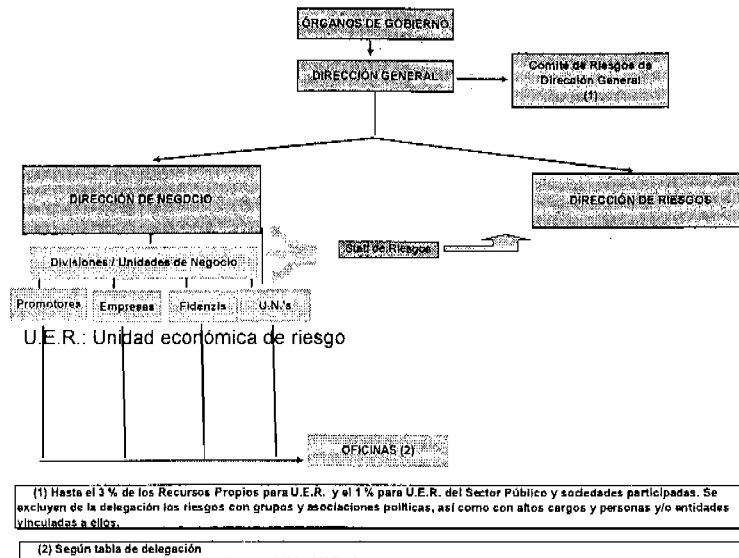 ÓRGANOS DE GOBIERNO
DIRECCIÓN GENERAL
Comité de Riesgos de
Dirección General
(1)
DIRECCIÓN DE NEGOCIO
DIRECCIÓN DE RIESGOS
Staff de Riesgos
Divisiones / Unidades de Negocio
Promotores
Empresas
Fidenzis
U.N.'s
U.E.R.: Unidad económica de riesgo
OFICINAS (2)
(1) Hasta el 3 % de los Recursos Propios para U.E.R. y el 1 % para U.E.R. del Sector Público y sociedades participadas. Se
excluyen de la delegación los riesgos con grupos y asociaciones políticas, así como con altos cargos y personas y/o entidades
vinculadas a ellos.
(2) Según tabla de delegación